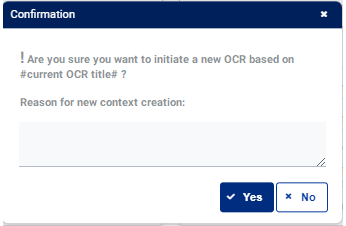 Confirmation
! Are you sure you want to initiate a new OCR based on
#current OCR title# ?
Reason for new context creation:
Yes
No